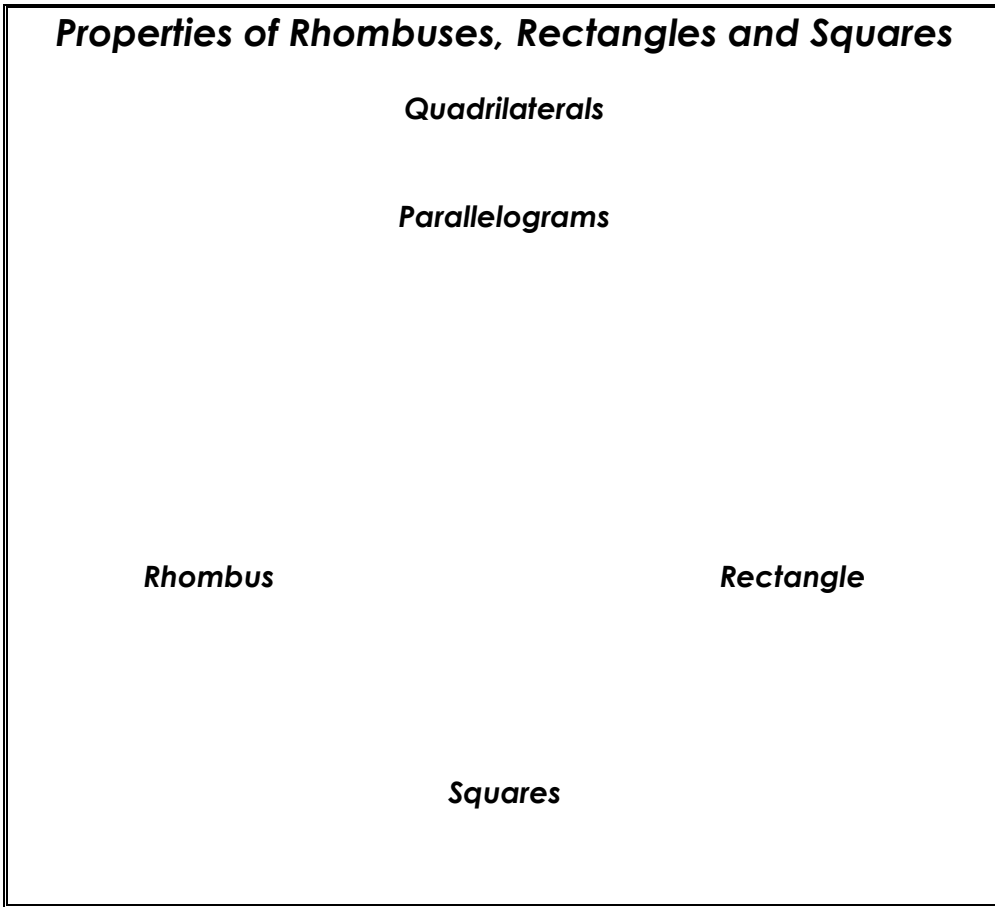 Properties of Rhombuses, Rectangles and Squares
Quadrilaterals
Parallelograms
Rhombus Rectangle
Squares